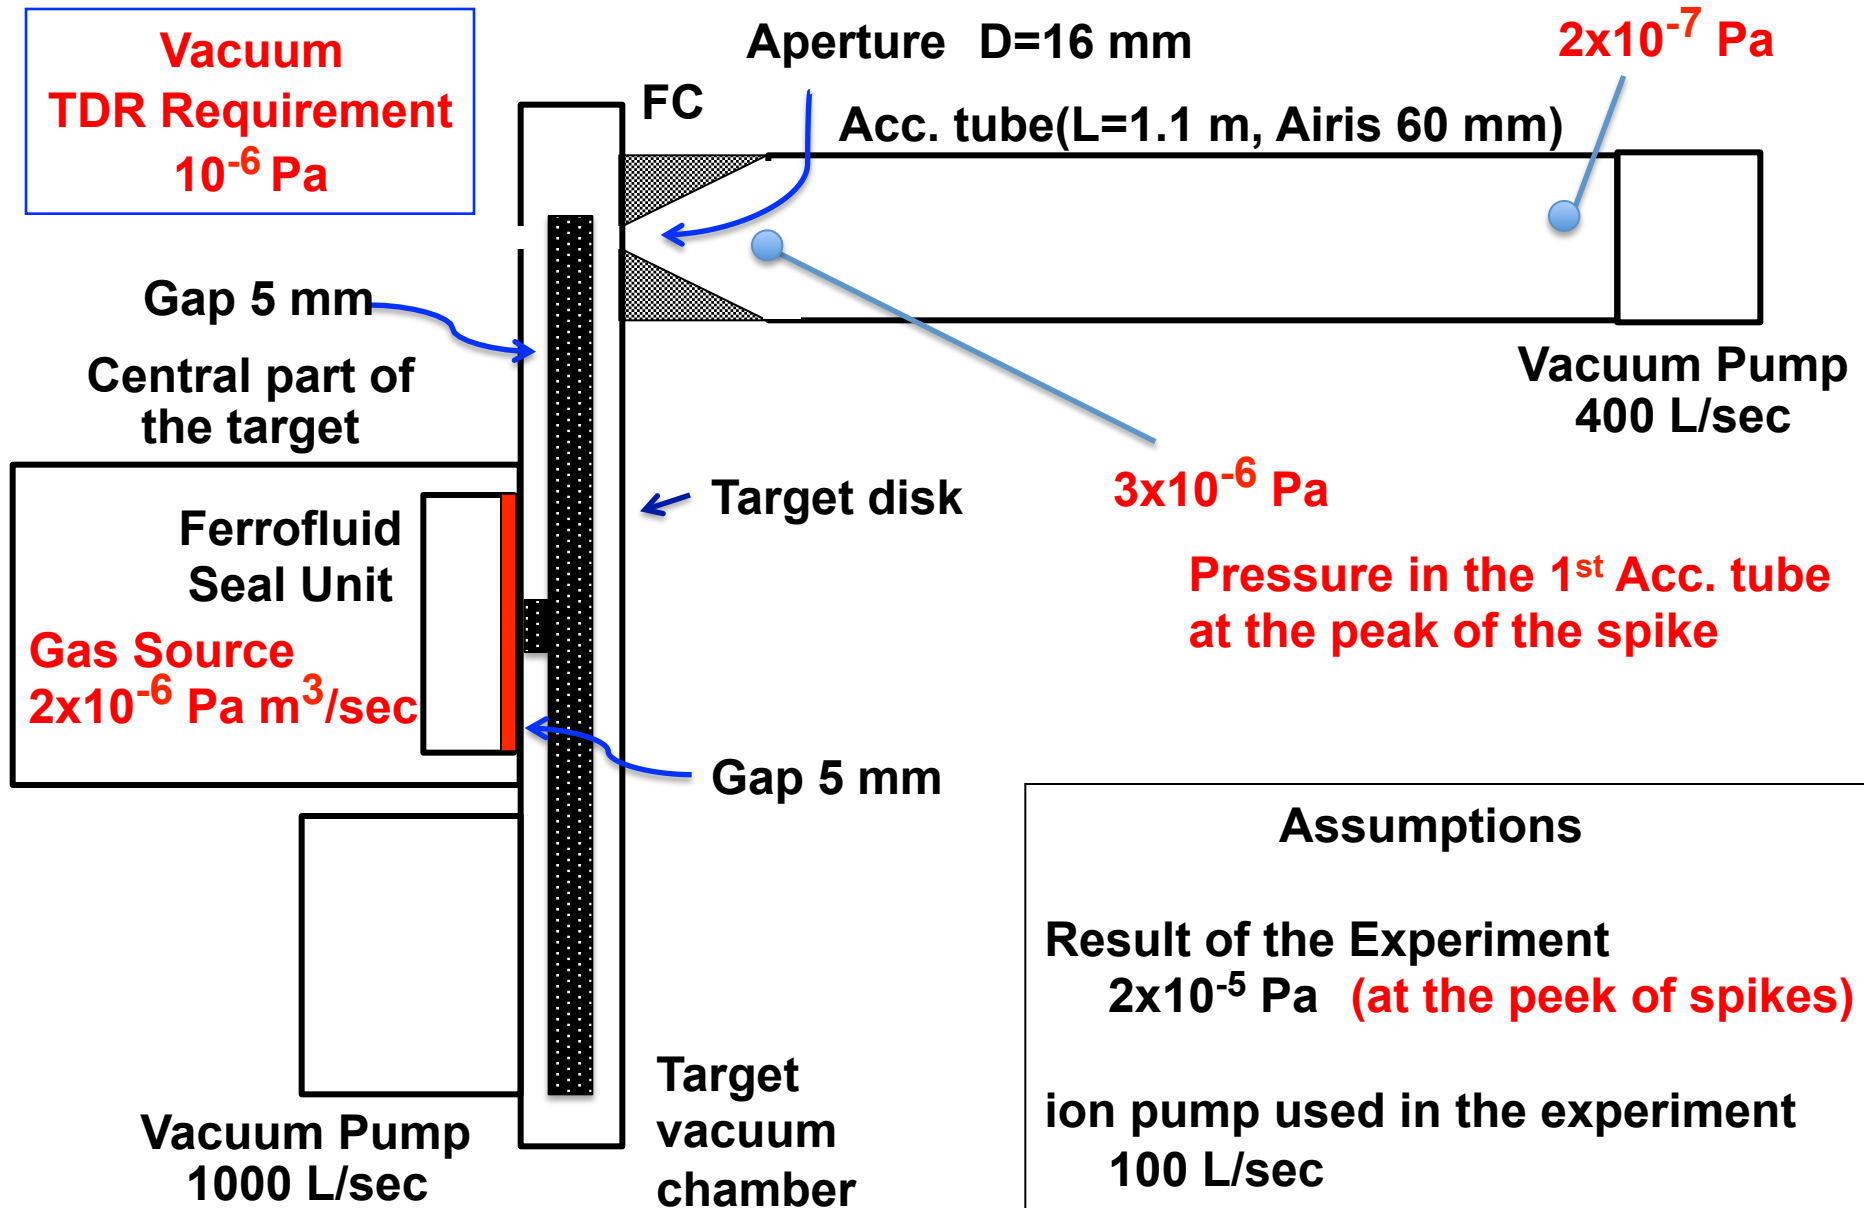 Vacuum
TDR Requirement
10⁻⁶ Pa
Aperture D=16 mm
2x10⁻⁷ Pa
FC
Acc. tube(L=1.1 m, Airis 60 mm)
Gap 5 mm
Central part of
the target
Vacuum Pump
400 L/sec
3x10⁻⁶ Pa
Target disk
Ferrofluid
Seal Unit
Gas Source
2x10⁻⁶ Pa m³/sec
Pressure in the 1ˢᵗ Acc. tube
at the peak of the spike
Gap 5 mm
Assumptions
Result of the Experiment
2x10⁻⁵ Pa (at the peek of spikes)
ion pump used in the experiment
100 L/sec
Vacuum Pump
1000 L/sec
Target
vacuum
chamber